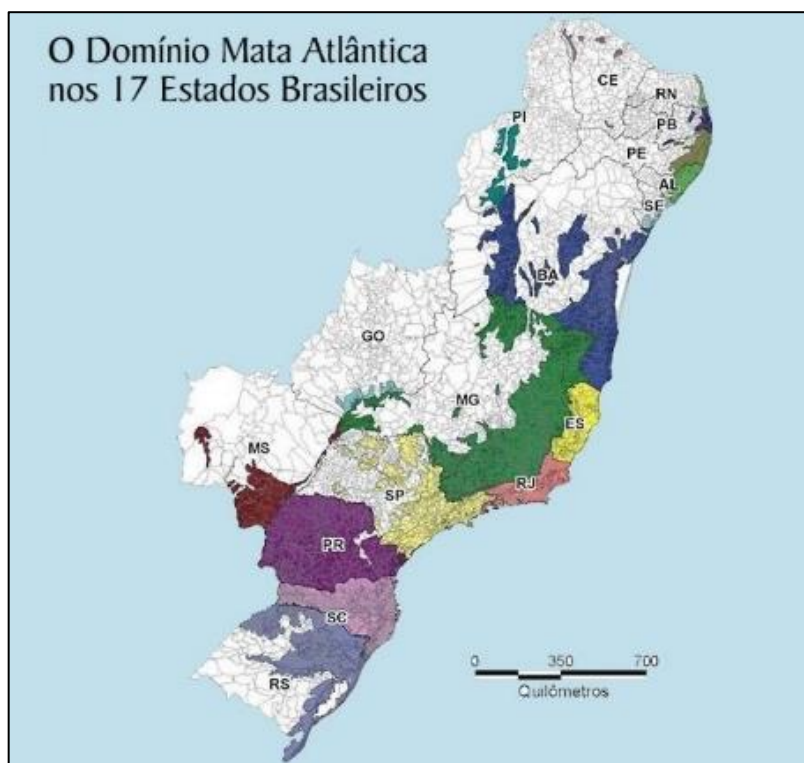 O Domínio Mata Atlântica
nos 17 Estados Brasileiros
CE
RN
PI
PB
PE
AL
SE
BA
GO
MG
ES
MS
SP
RJ
PR
SC
RS
0 350 700
Quilômetros